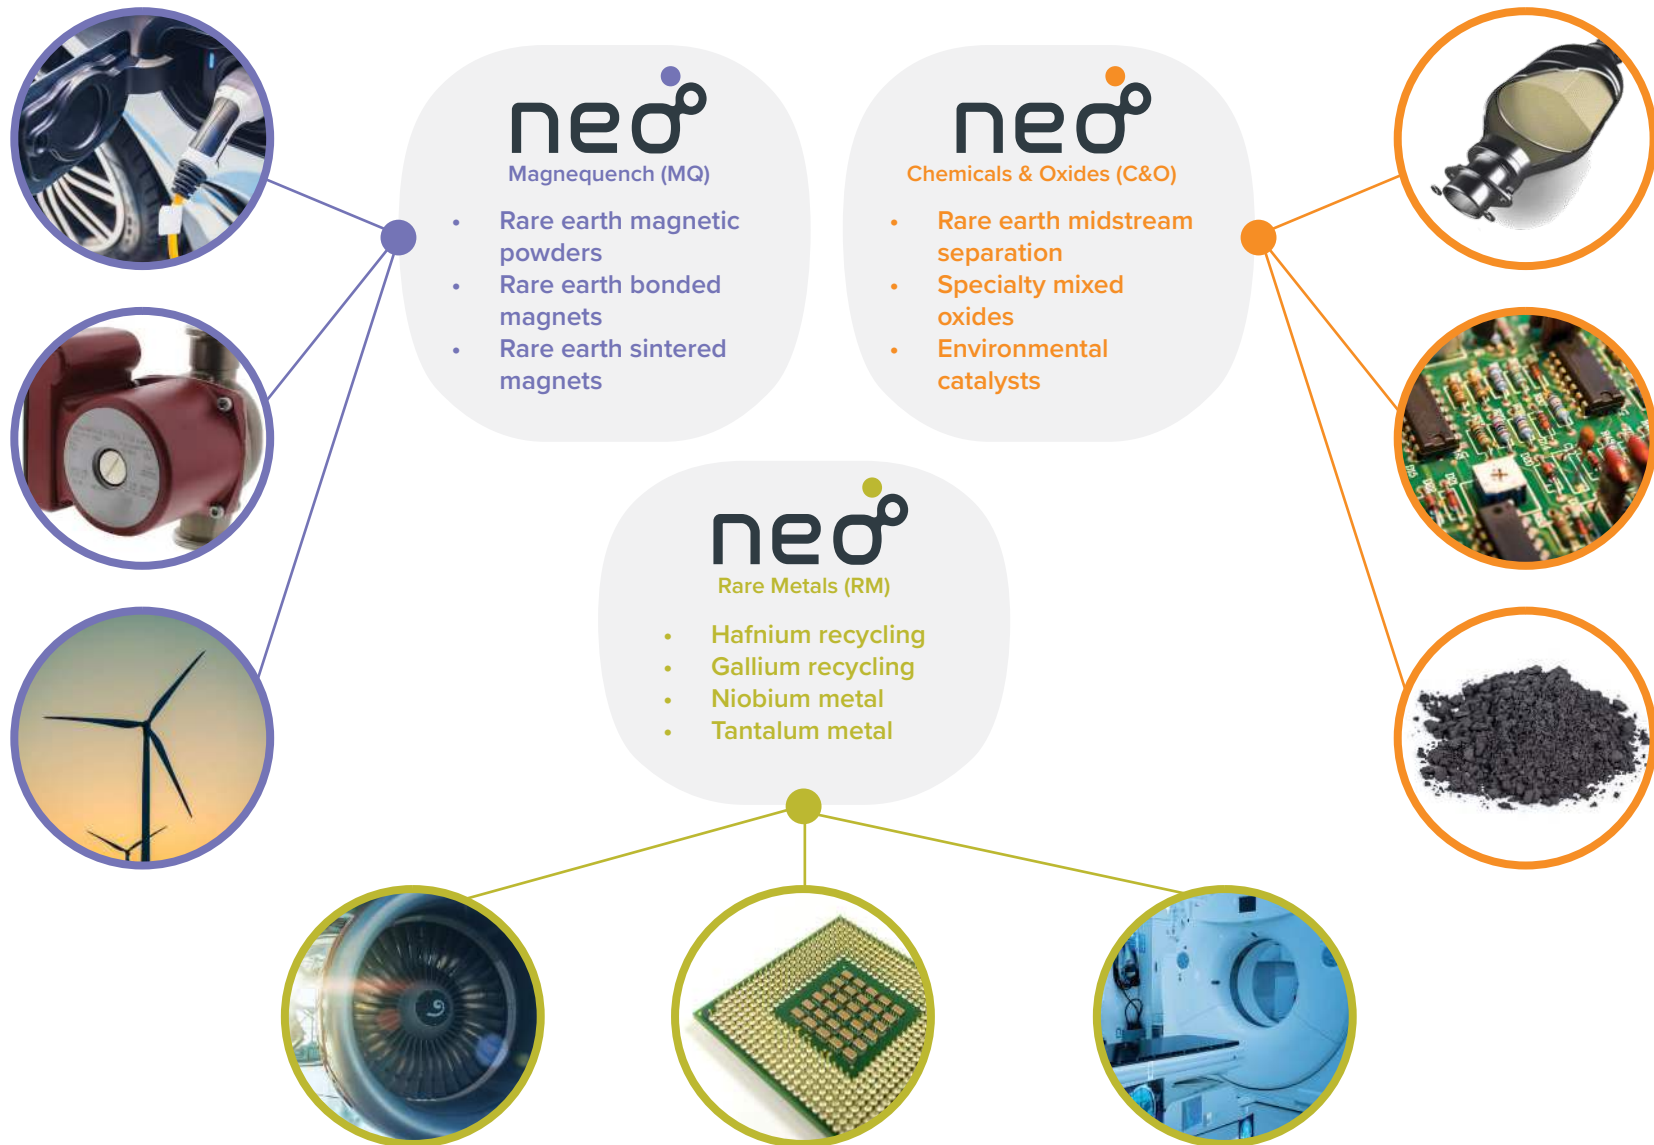 neo
Magnequench (MQ)
• Rare earth magnetic
powders
• Rare earth bonded
magnets
• Rare earth sintered
magnets
neo
Chemicals & Oxides (C&O)
• Rare earth midstream
separation
• Specialty mixed
oxides
• Environmental
catalysts
neo
Rare Metals (RM)
• Hafnium recycling
• Gallium recycling
• Niobium metal
• Tantalum metal